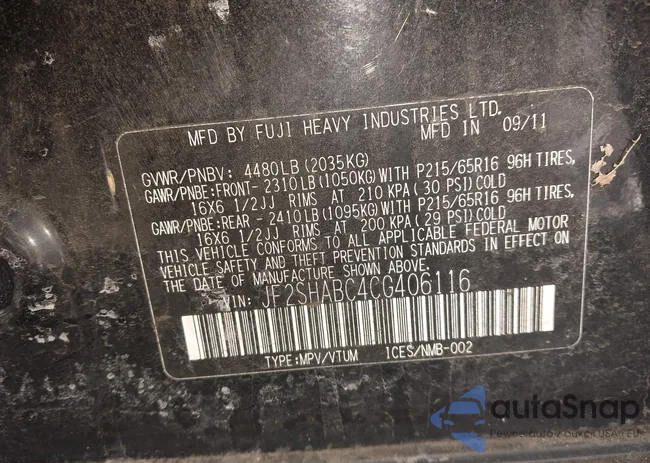 MFD BY FUJI HEAVY INDUSTRIES LTD.
MFD IN 09/11
GVWR/PNBV: 4480LB(2035KG)
GAWR/PNBE:FRONT- 2310LB(1050KG)WITH P215/65R16 96H TIRES,
16X6 1/2JJ RIMS AT 210 KPA(30 PSI)COLD
GAWR/PNBE:REAR - 2410LB(1095KG)WITH P215/65R16 96H TIRES,
16X6 1/2JJ RIMS AT 200 KPA(29 PSI)COLD
THIS VEHICLE CONFORMS TO ALL APPLICABLE FEDERAL MOTOR
VEHICLE SAFETY AND THEFT PREVENTION STANDARDS IN EFFECT ON
THE DATE OF MANUFACTURE SHOWN ABOVE.
VIN: JF2SHABC4CG406116
TYPE:MPV/VTUM ICES/NMB-002
autoSnap